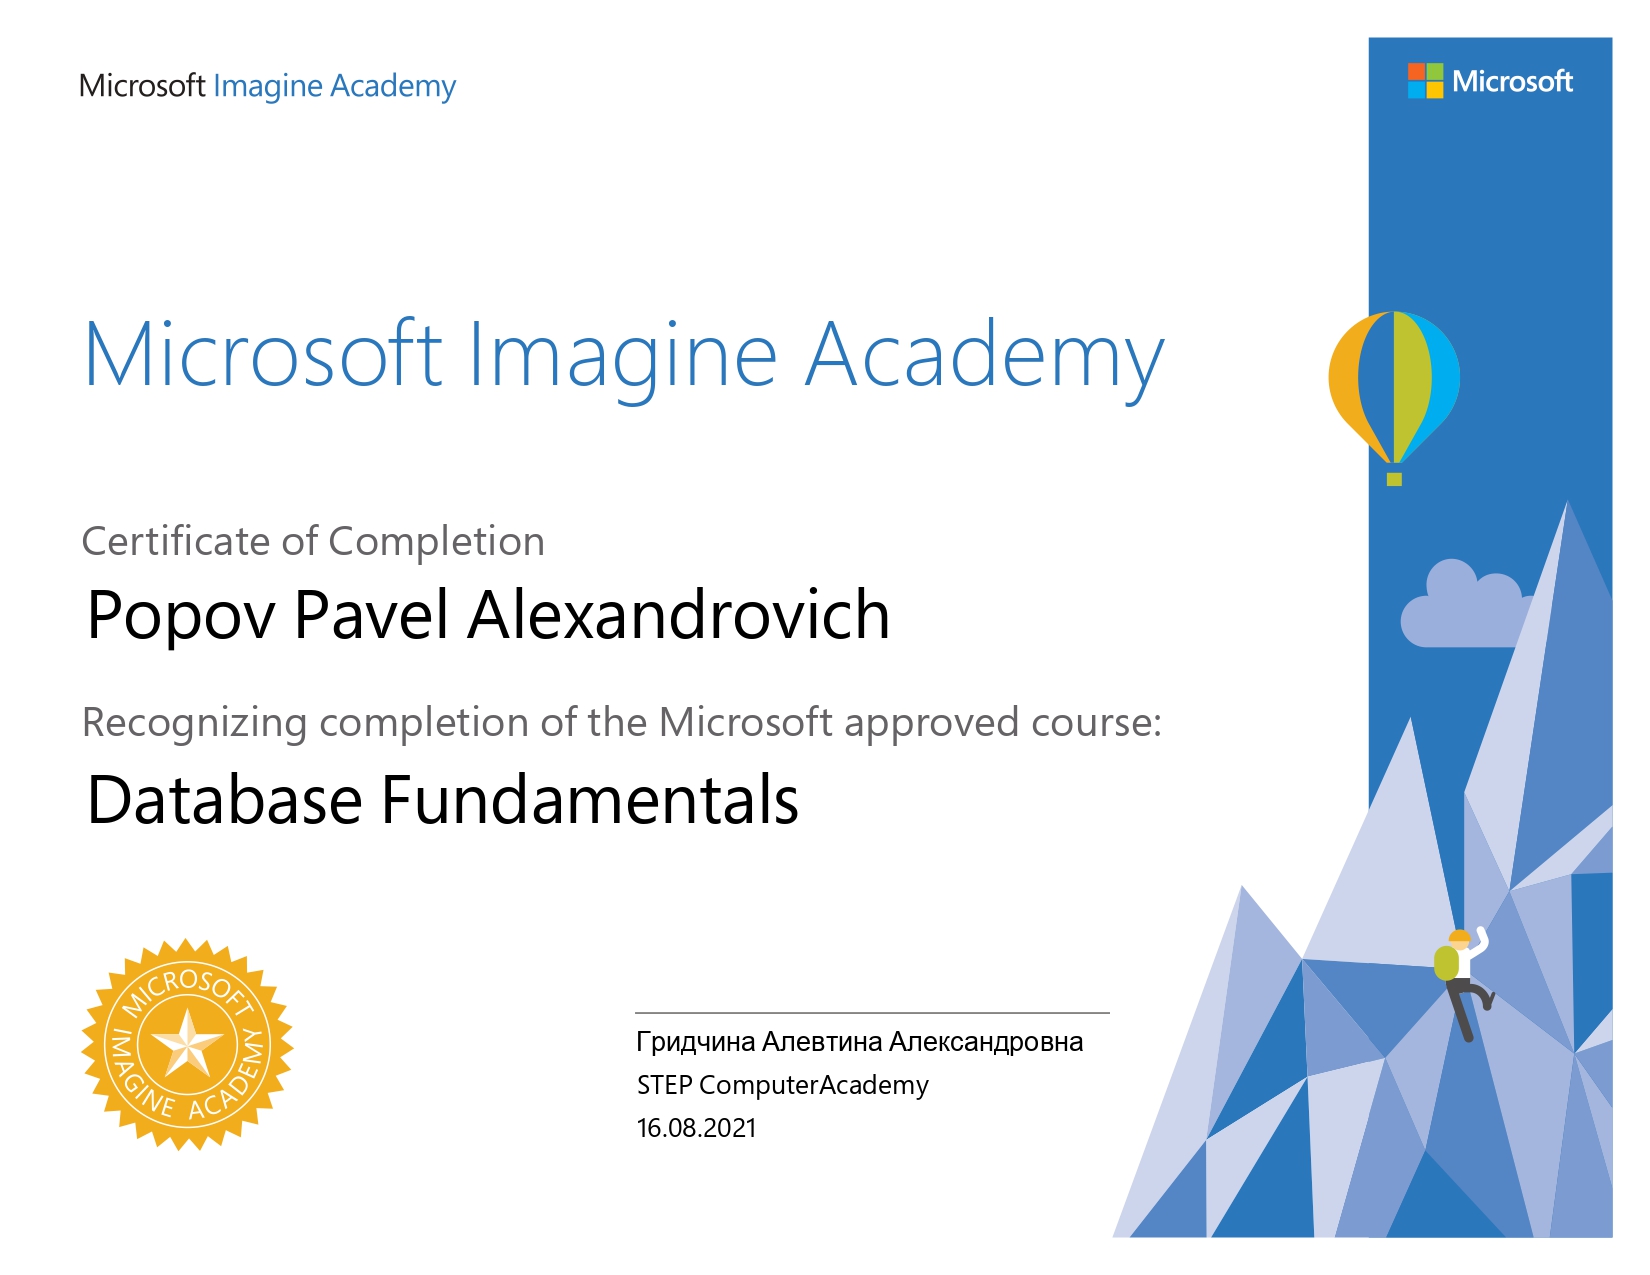 Microsoft Imagine Academy
Microsoft
Microsoft Imagine Academy
Certificate of Completion
Popov Pavel Alexandrovich
Recognizing completion of the Microsoft approved course:
Database Fundamentals
MICROSOFT
IMAGINE ACADEMY
Гридчина Алевтина Александровна
STEP ComputerAcademy
16.08.2021